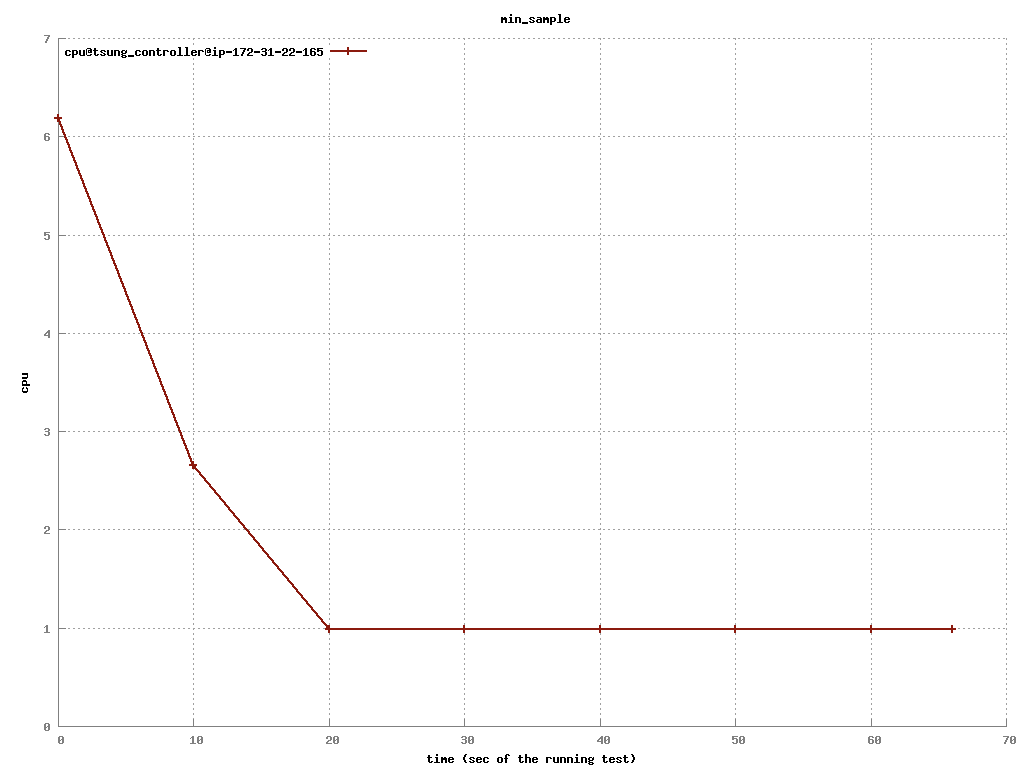 min_sample
cpu@tsung_controller@ip-172-31-22-165
7
6
5
4
3
2
1
0
cpu
0 10 20 30 40 50 60 70
time (sec of the running test)